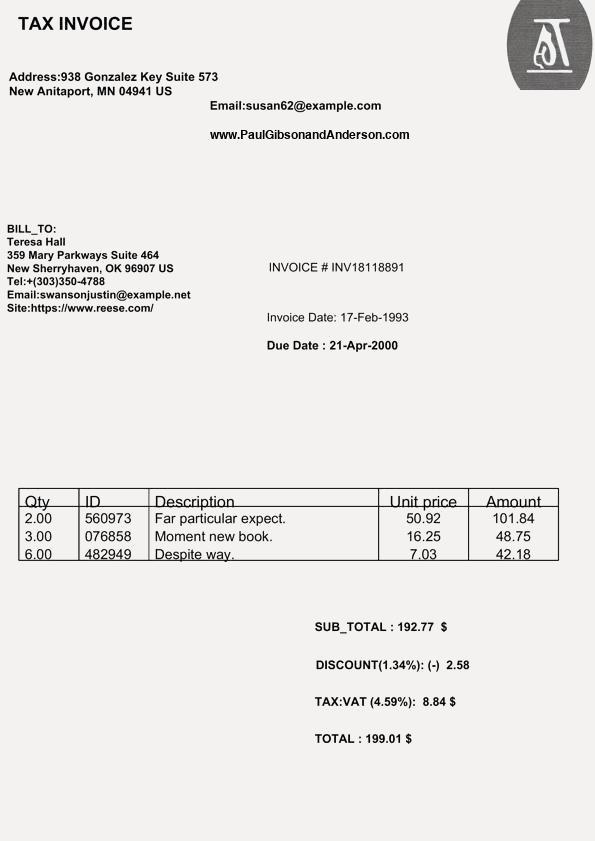 TAX INVOICE
Address:938 Gonzalez Key Suite 573
New Anitaport, MN 04941 US
Email:susan62@example.com
www.PaulGibsonandAnderson.com
BILL_TO:
Teresa Hall
359 Mary Parkways Suite 464
New Sherryhaven, OK 96907 US
Tel:+(303)350-4788
Email:swansonjustin@example.net
Site:https://www.reese.com/
INVOICE # INV18118891
Invoice Date: 17-Feb-1993
Due Date : 21-Apr-2000
Qty ID Description Unit price Amount
2.00 560973 Far particular expect. 50.92 101.84
3.00 076858 Moment new book. 16.25 48.75
6.00 482949 Despite way. 7.03 42.18
SUB_TOTAL : 192.77 $
DISCOUNT(1.34%): (-) 2.58
TAX:VAT (4.59%): 8.84 $
TOTAL : 199.01 $